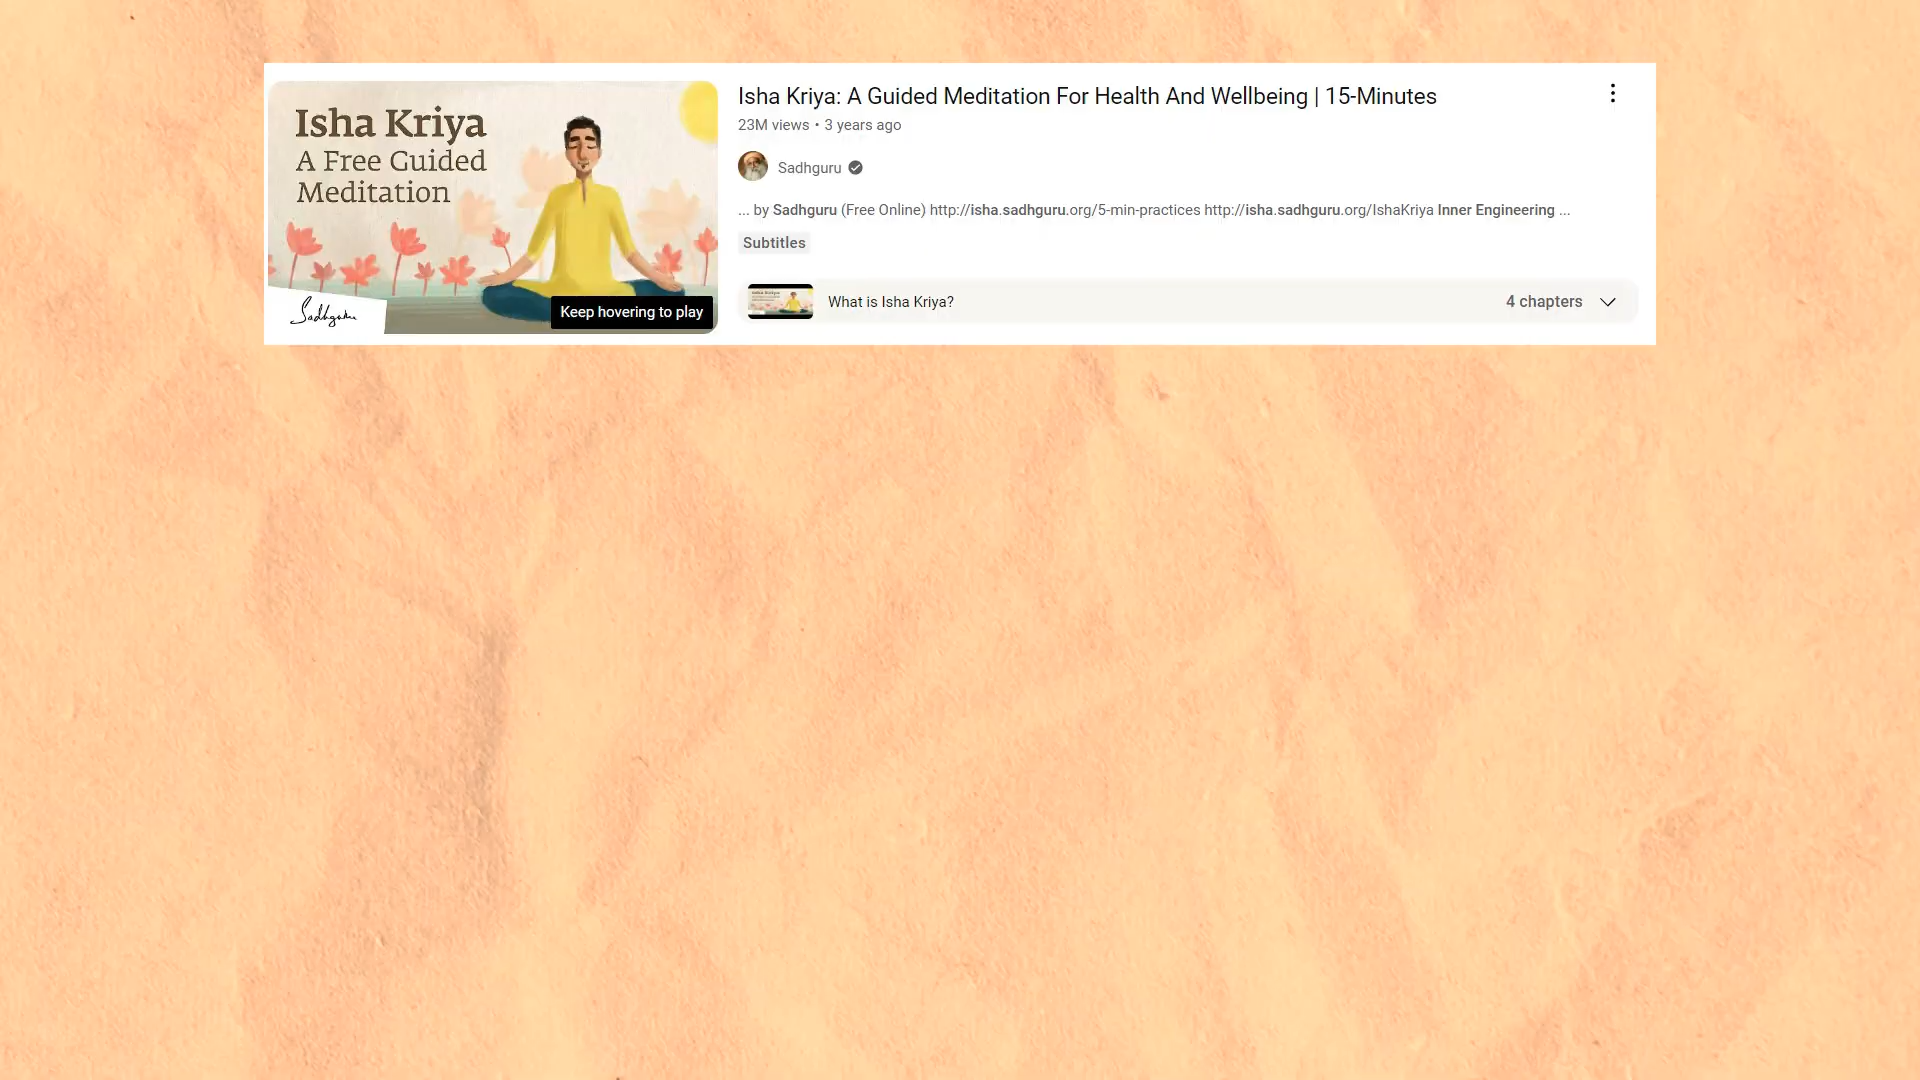 Isha Kriya
A Free Guided
Meditation
Sadhguru
Keep hovering to play
Isha Kriya: A Guided Meditation For Health And Wellbeing | 15-Minutes
23M views • 3 years ago
Sadhguru
... by Sadhguru (Free Online) http://isha.sadhguru.org/5-min-practices http://isha.sadhguru.org/IshaKriya Inner Engineering ...
Subtitles
What is Isha Kriya?
4 chapters